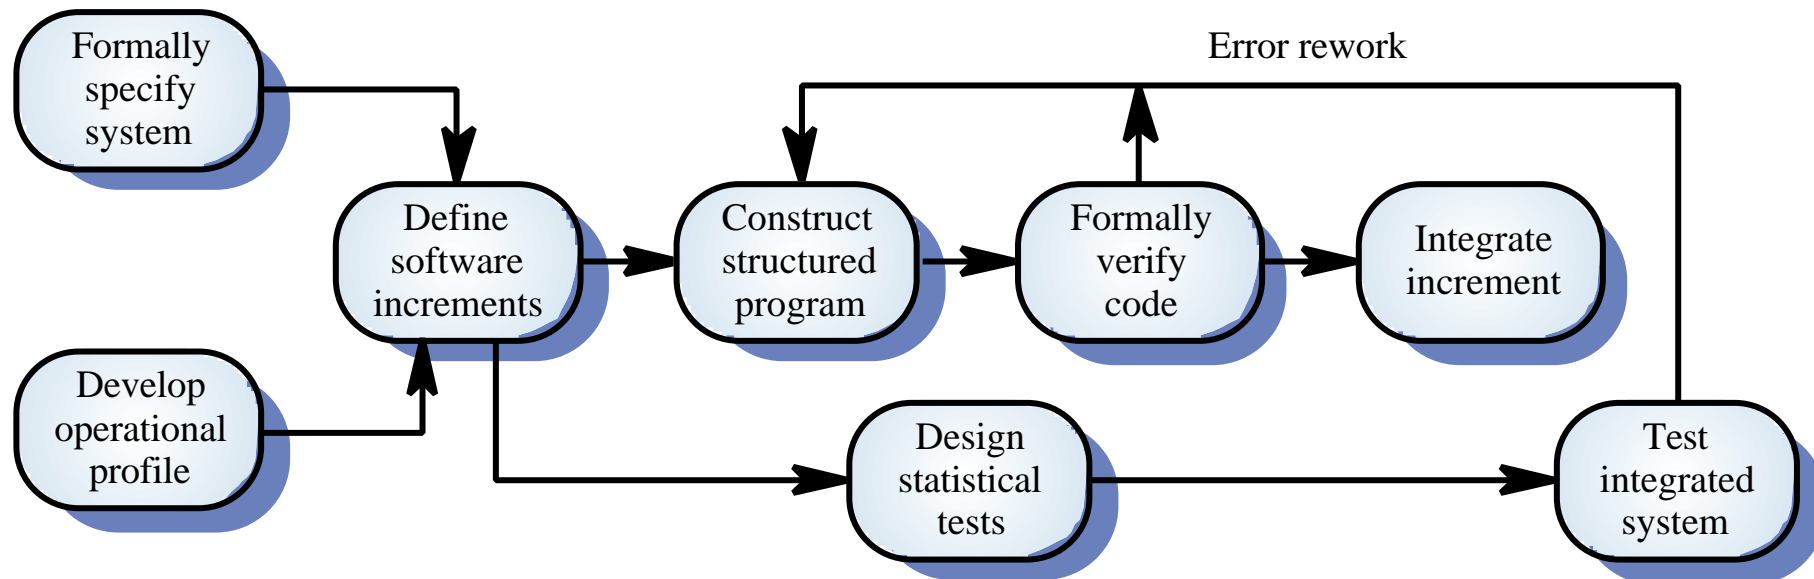 Formally
specify
system
Error rework
Define
software
increments
Construct
structured
program
Formally
verify
code
Integrate
increment
Develop
operational
profile
Design
statistical
tests
Test
integrated
system